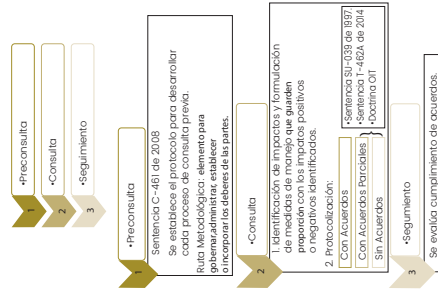 1
•Preconsulta
2
•Consulta
3
•Seguimiento
1
•Preconsulta
Sentencia C-461 de 2008
Se establece el protocolo para desarrollar
cada proceso de consulta previa.
Ruta Metodológica: elemento para
gobernar,administrar, establecer
o incorporar los deberes de las partes.
2
•Consulta
1. Identificación de impactos y formulación
de medidas de manejo que guarden
proporción con los impatos positivos
o negativos identificados.
2. Protocolización:
Con Acuerdos
Con Acuerdos Parciales
Sin Acuerdos
•Sentencia SU-039 de 1997.
•Sentencia T-462A de 2014
•Doctrina OIT
3
•Segumiento
Se evalúa cumplimiento de acuerdos.